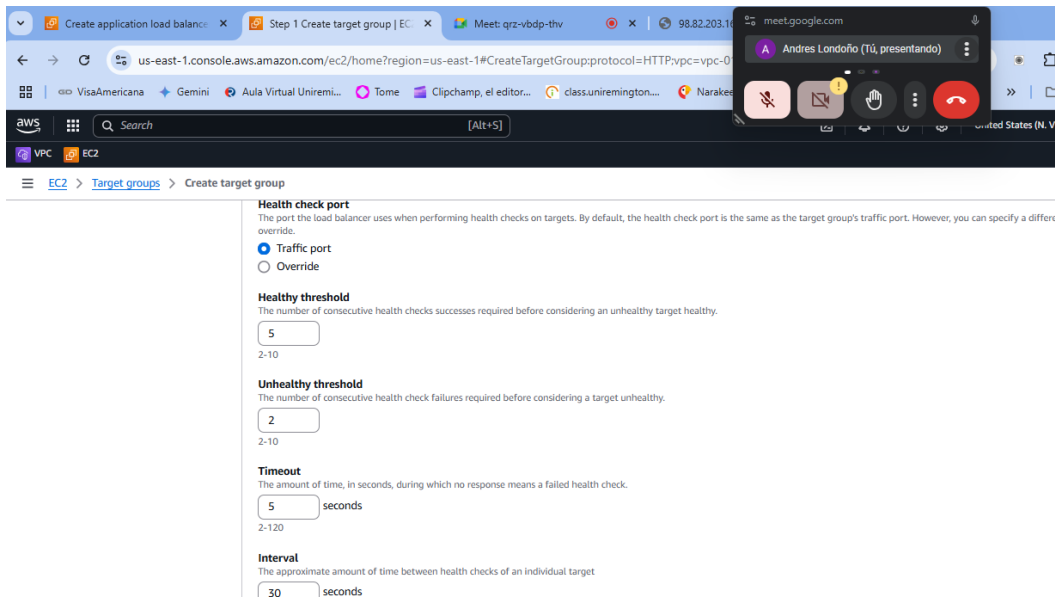 Create application load balance
Step 1 Create target group | EC
Meet: qrz-vbdp-thv
98.82.203.1
meet.google.com
A Andres Londoño (Tú, presentando)
us-east-1.console.aws.amazon.com/ec2/home?region=us-east-1#CreateTargetGroup:protocol=HTTP;vpc=vpc-0
VisaAmericana
Gemini
Aula Virtual Uniremi...
Tome
Clipchamp, el editor...
class.uniremington....
Narakee
aws
Search
[Alt+S]
United States (N. V
VPC
EC2
EC2 > Target groups > Create target group
Health check port
The port the load balancer uses when performing health checks on targets. By default, the health check port is the same as the target group's traffic port. However, you can specify a differe
override.
Traffic port
Override
Healthy threshold
The number of consecutive health checks successes required before considering an unhealthy target healthy.
5
2-10
Unhealthy threshold
The number of consecutive health check failures required before considering a target unhealthy.
2
2-10
Timeout
The amount of time, in seconds, during which no response means a failed health check.
5 seconds
2-120
Interval
The approximate amount of time between health checks of an individual target
30 seconds